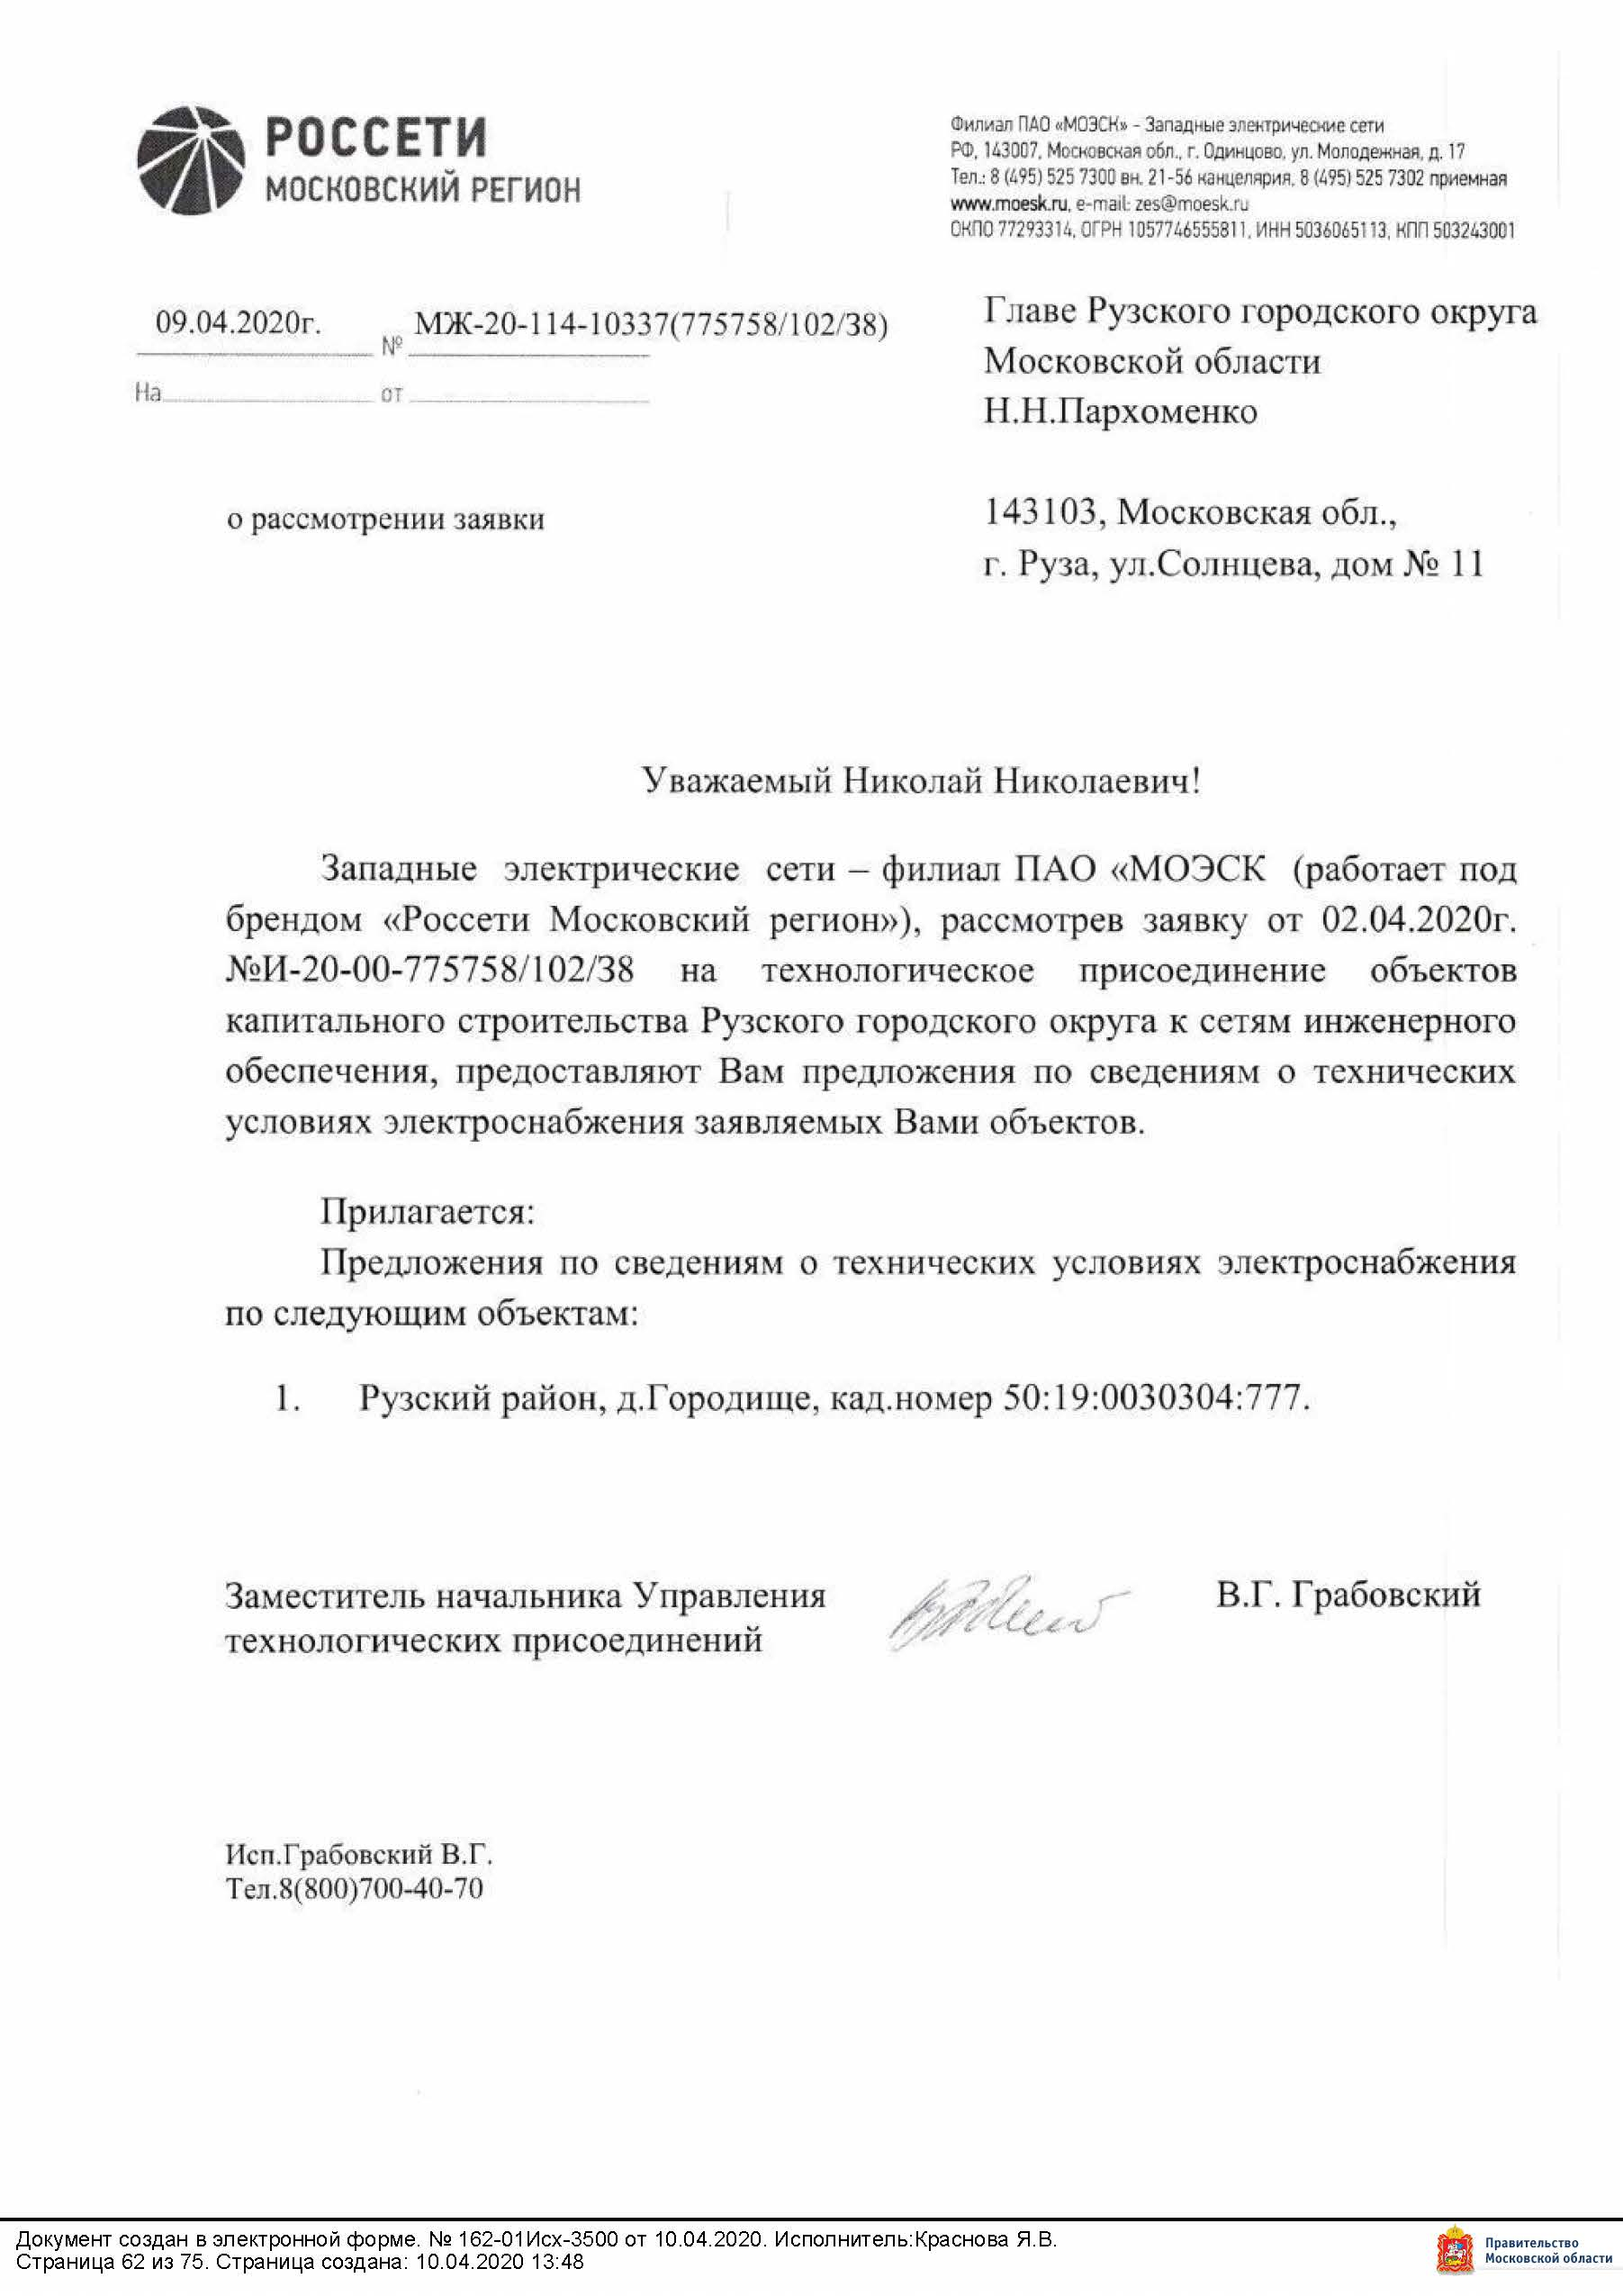 РОССЕТИ
МОСКОВСКИЙ РЕГИОН
Филиал ПАО «МОЭСК» - Западные электрические сети
РФ, 143007, Московская обл., г. Одинцово, ул. Молодежная, д. 17
Тел.: 8 (495) 525 7300 вн. 21-56 канцелярия, 8 (495) 525 7302 приемная
www.moesk.ru, e-mail: zes@moesk.ru
ОКПО 77293314, ОГРН 1057746555811, ИНН 5036065113, КПП 503243001
09.04.2020г. № МЖ-20-114-10337(775758/102/38)
На от
Главе Рузского городского округа
Московской области
Н.Н.Пархоменко
о рассмотрении заявки
143103, Московская обл.,
г. Руза, ул.Солнцева, дом № 11
Уважаемый Николай Николаевич!
Западные электрические сети – филиал ПАО «МОЭСК (работает под
брендом «Россети Московский регион»), рассмотрев заявку от 02.04.2020г.
№И-20-00-775758/102/38 на технологическое присоединение объектов
капитального строительства Рузского городского округа к сетям инженерного
обеспечения, предоставляют Вам предложения по сведениям о технических
условиях электроснабжения заявляемых Вами объектов.
Прилагается:
Предложения по сведениям о технических условиях электроснабжения
по следующим объектам:
1. Рузский район, д.Городище, кад.номер 50:19:0030304:777.
Заместитель начальника Управления
технологических присоединений
В.Г. Грабовский
Исп.Грабовский В.Г.
Тел.8(800)700-40-70
Документ создан в электронной форме. № 162-01Исх-3500 от 10.04.2020. Исполнитель:Краснова Я.В.
Страница 62 из 75. Страница создана: 10.04.2020 13:48
Правительство
Московской области